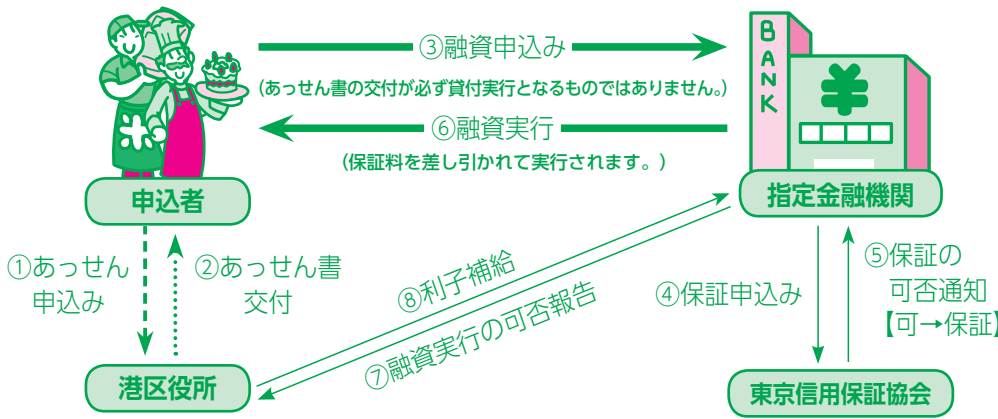 ③融資申込み
(あっせん書の交付が必ず貸付実行となるものではありません。)
⑥融資実行
(保証料を差し引かれて実行されます。)
BANK
¥
申込者
指定金融機関
①あっせん
申込み
②あっせん書
交付
⑧利子補給
⑦融資実行の可否報告
④保証申込み
⑤保証の
可否通知
【可→保証】
港区役所
東京信用保証協会